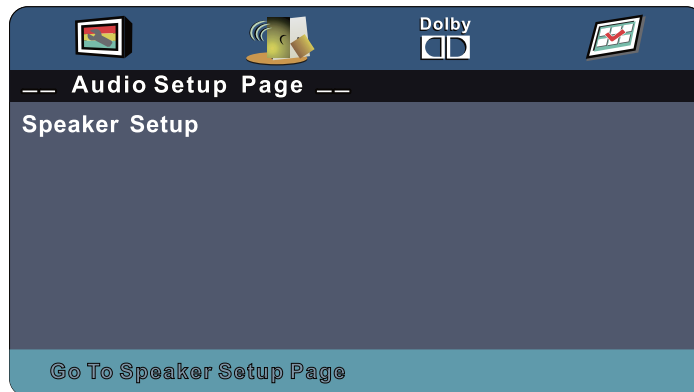 Dolby
__ Audio Setup Page __
Speaker Setup
Go To Speaker Setup Page